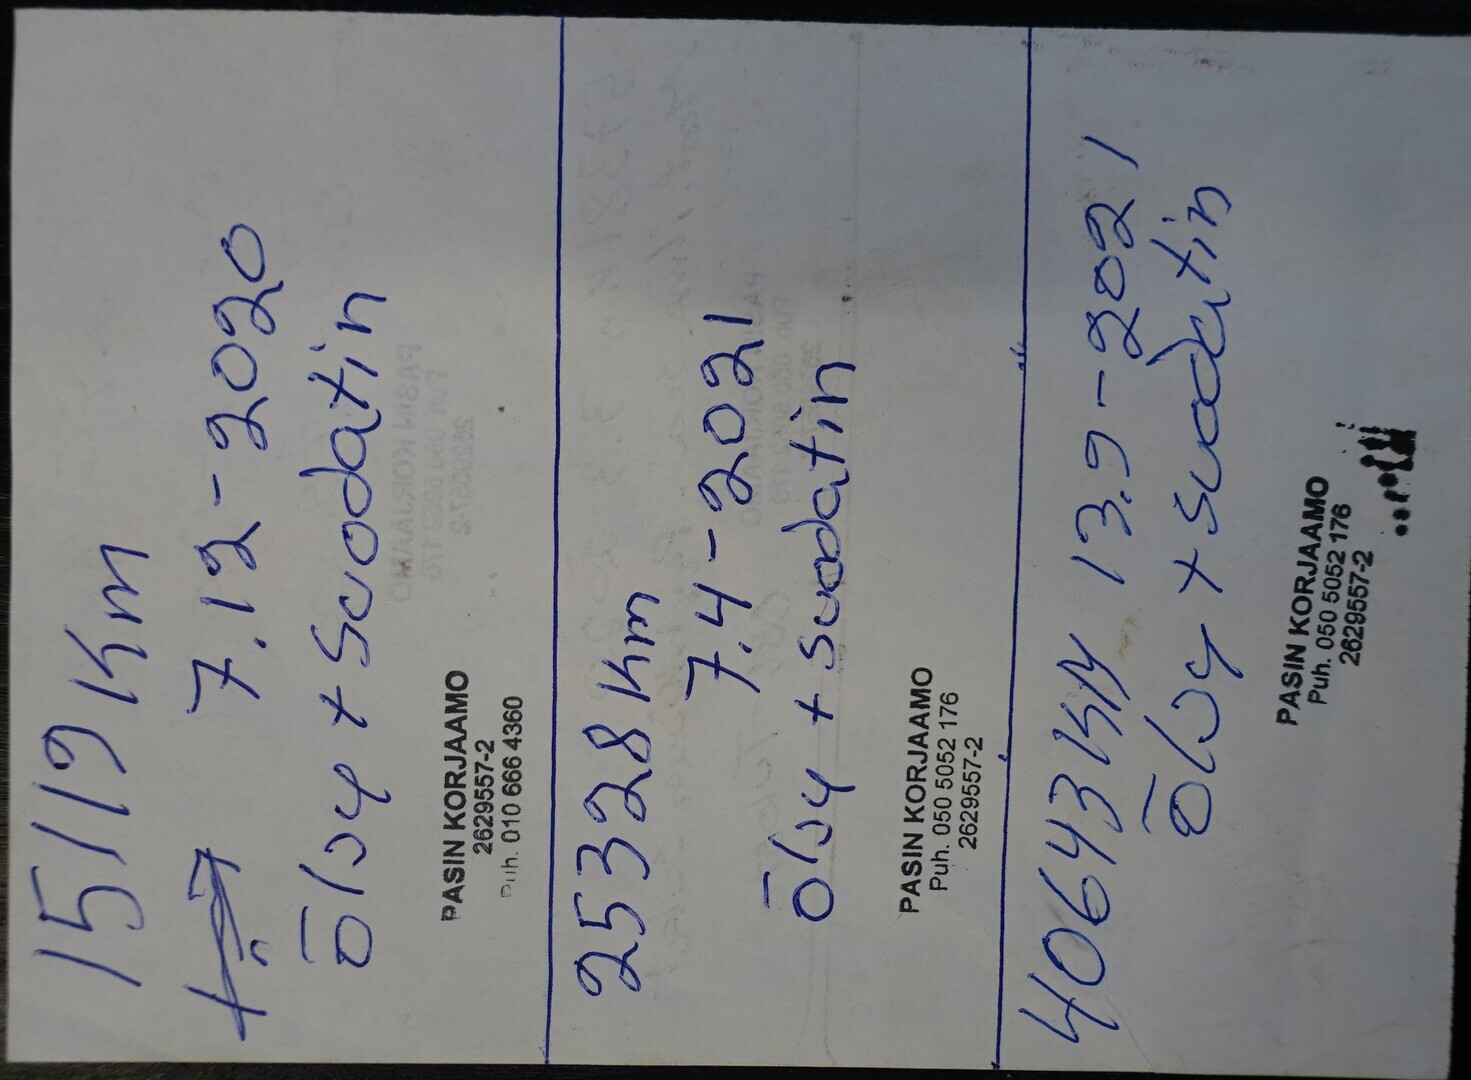 15119 Km
7.12-2020
öljy + suodatin
PASIN KORJAAMO
2629557-2
Puh. 010 666 4360
25328 Km
7.4-2021
öljy + suodatin
PASIN KORJAAMO
Puh. 050 5052 176
2629557-2
40643 KM 13.9-2021
öljy + suodatin
PASIN KORJAAMO
Puh. 050 5052 176
2629557-2